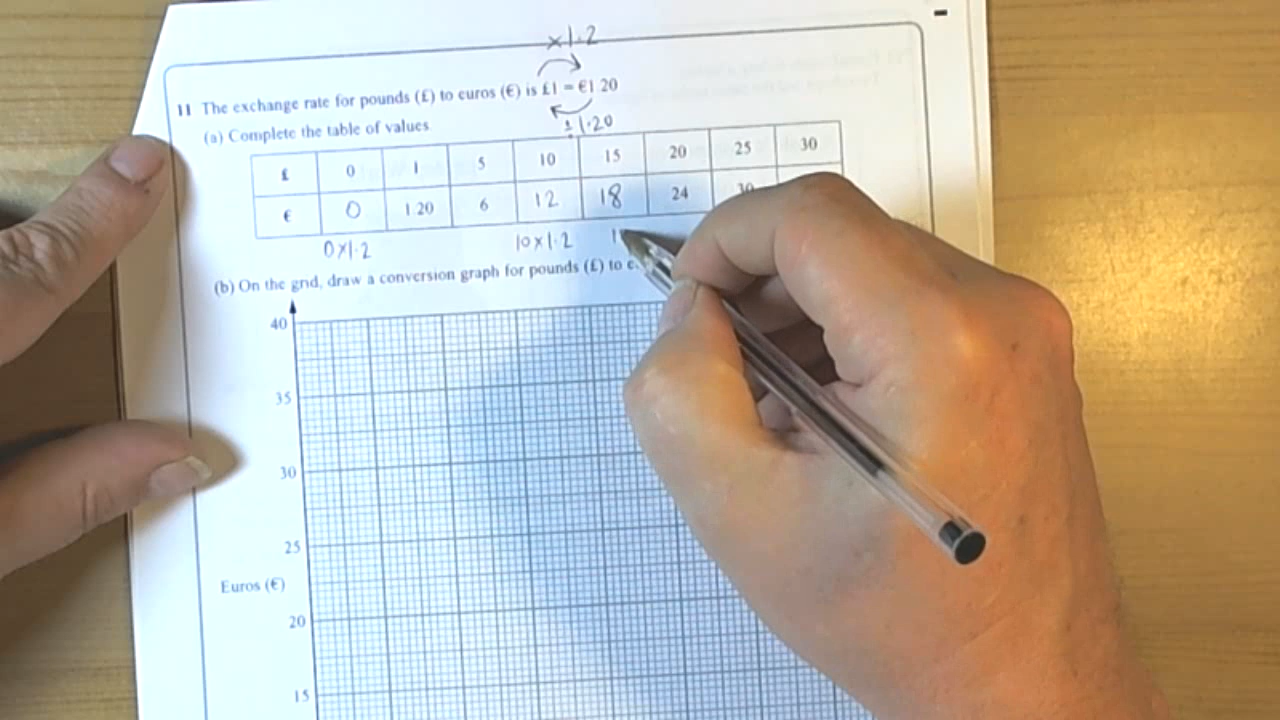 ×1.2
11 The exchange rate for pounds (£) to euros (€) is £1 = €1.20
÷1.20
(a) Complete the table of values
£ 0 1 5 10 15 20 25 30
€ 0 1.20 6 12 18 24 30
0×1.2 10×1.2 1
(b) On the grid, draw a conversion graph for pounds (£) to
40
35
30
25
Euros (€)
20
15